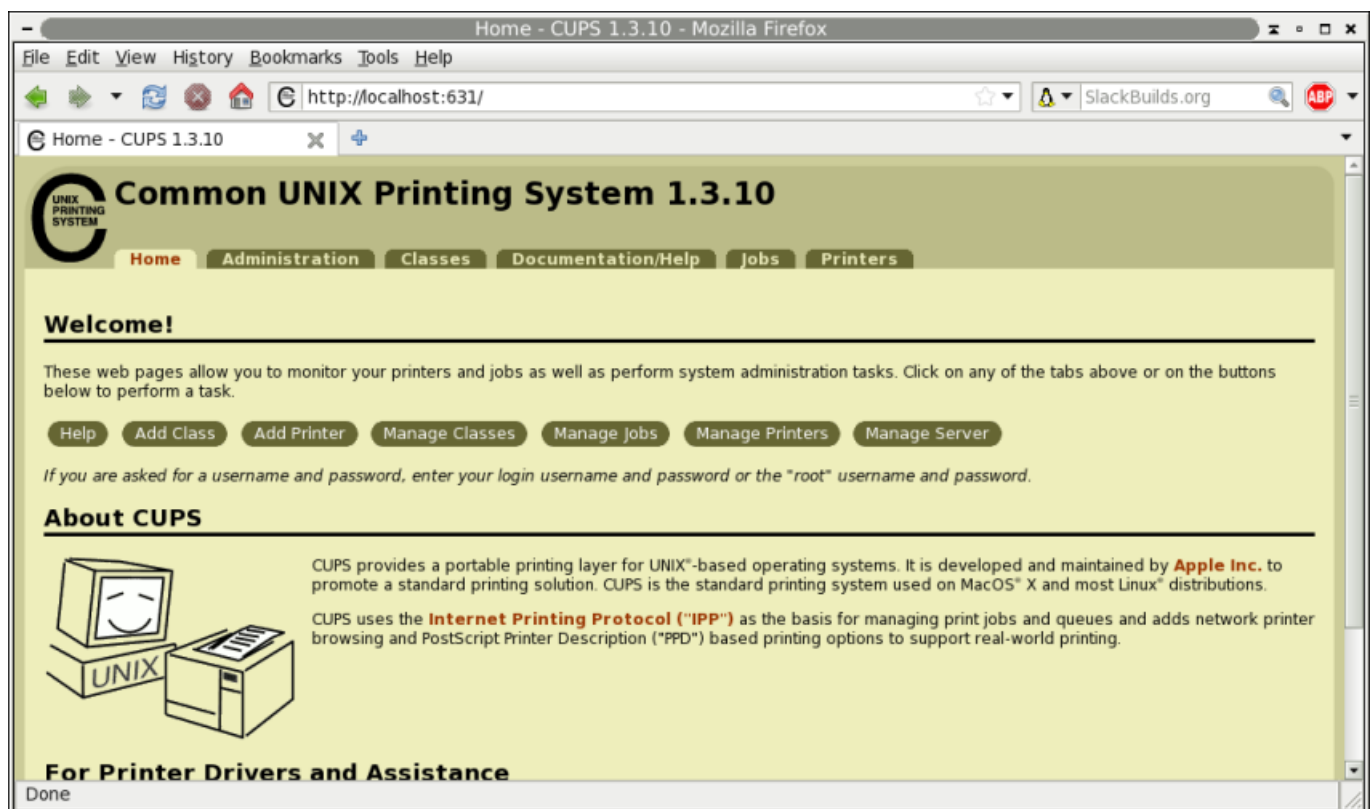 Home - CUPS 1.3.10 - Mozilla Firefox
File Edit View History Bookmarks Tools Help
http://localhost:631/ SlackBuilds.org ABP
Home - CUPS 1.3.10
UNIX
PRINTING
SYSTEM
Common UNIX Printing System 1.3.10
Home Administration Classes Documentation/Help Jobs Printers
Welcome!
These web pages allow you to monitor your printers and jobs as well as perform system administration tasks. Click on any of the tabs above or on the buttons
below to perform a task.
Help Add Class Add Printer Manage Classes Manage Jobs Manage Printers Manage Server
If you are asked for a username and password, enter your login username and password or the "root" username and password.
About CUPS
CUPS provides a portable printing layer for UNIX®-based operating systems. It is developed and maintained by Apple Inc. to
promote a standard printing solution. CUPS is the standard printing system used on MacOS® X and most Linux® distributions.
CUPS uses the Internet Printing Protocol ("IPP") as the basis for managing print jobs and queues and adds network printer
browsing and PostScript Printer Description ("PPD") based printing options to support real-world printing.
UNIX
For Printer Drivers and Assistance
Done